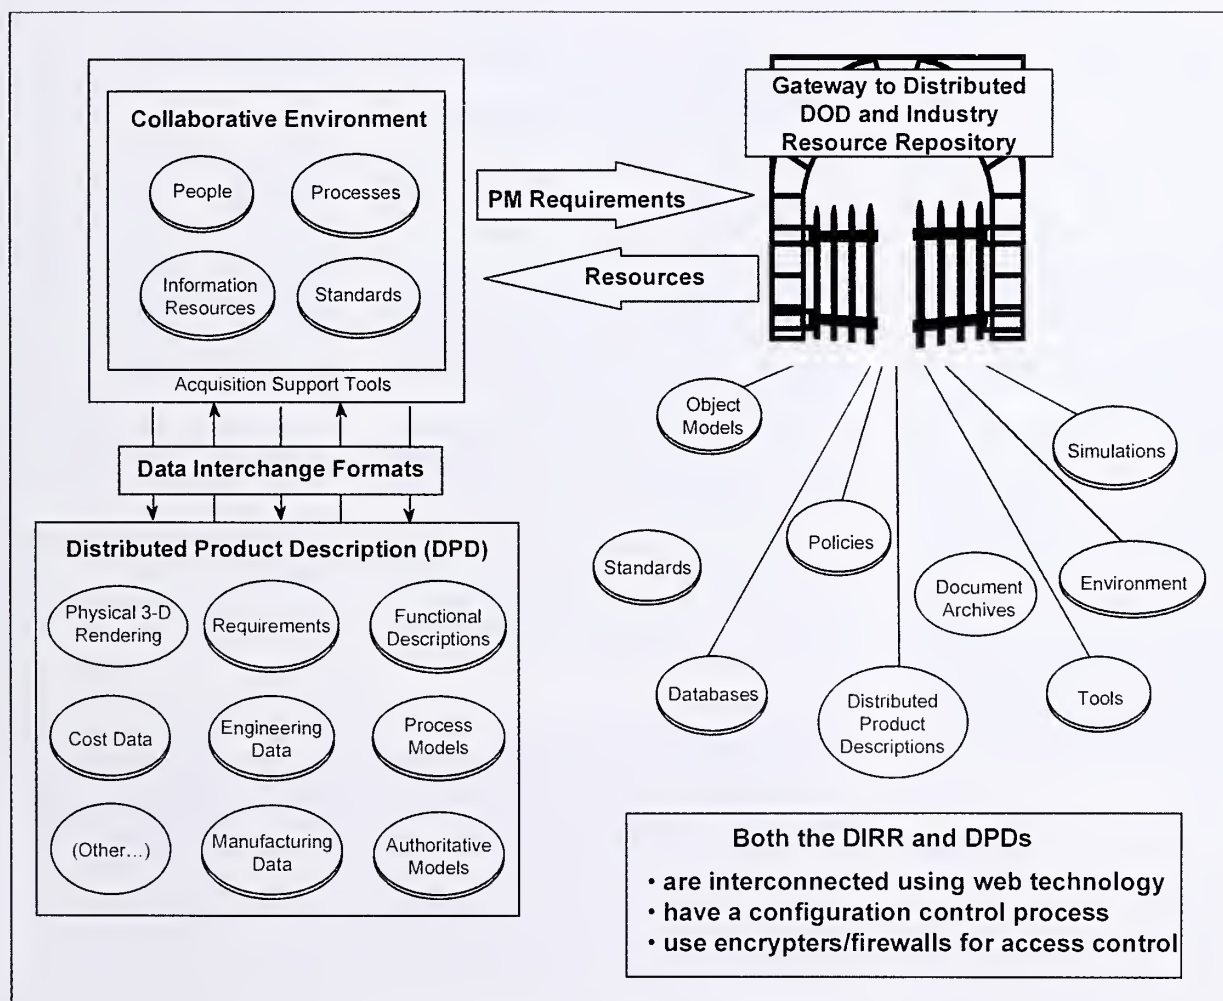 Collaborative Environment
People
Processes
Information
Resources
Standards
Acquisition Support Tools
PM Requirements
Resources
Gateway to Distributed
DOD and Industry
Resource Repository
Data Interchange Formats
Distributed Product Description (DPD)
Physical 3-D
Rendering
Requirements
Functional
Descriptions
Cost Data
Engineering
Data
Process
Models
(Other...)
Manufacturing
Data
Authoritative
Models
Object
Models
Simulations
Policies
Standards
Document
Archives
Environment
Databases
Distributed
Product
Descriptions
Tools
Both the DIRR and DPDs
• are interconnected using web technology
• have a configuration control process
• use encrypters/firewalls for access control